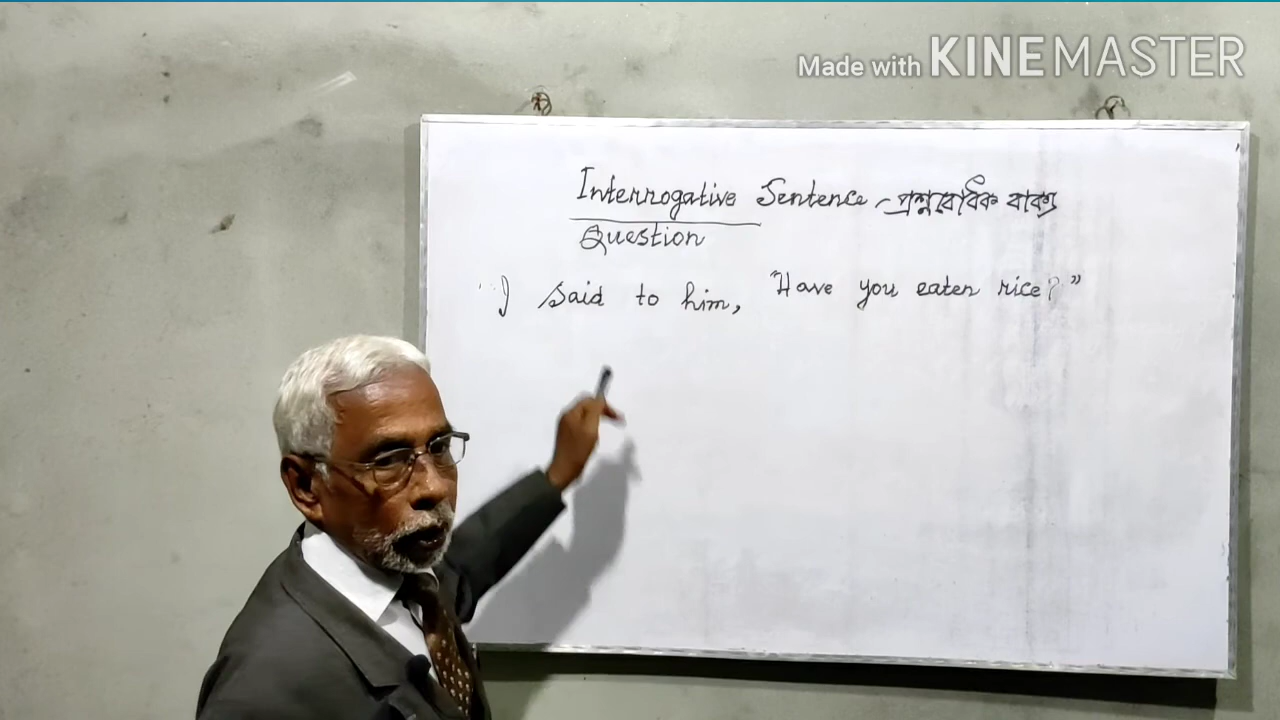 Made with KINEMASTER
Interrogative Sentence - প্রশ্নবোধক বাক্য
Question
I said to him, "Have you eaten rice?"